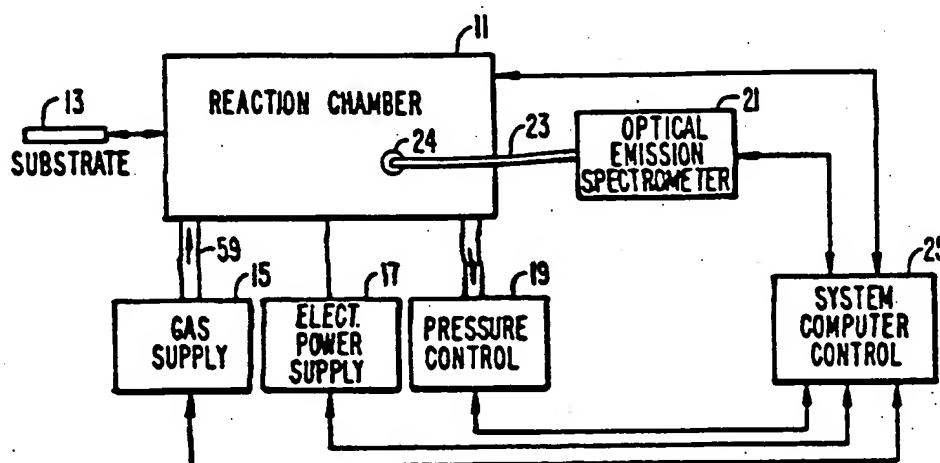 11
REACTION CHAMBER
13
SUBSTRATE
24
23
21
OPTICAL
EMISSION
SPECTROMETER
59
15
GAS
SUPPLY
17
ELECT.
POWER
SUPPLY
19
PRESSURE
CONTROL
25
SYSTEM
COMPUTER
CONTROL